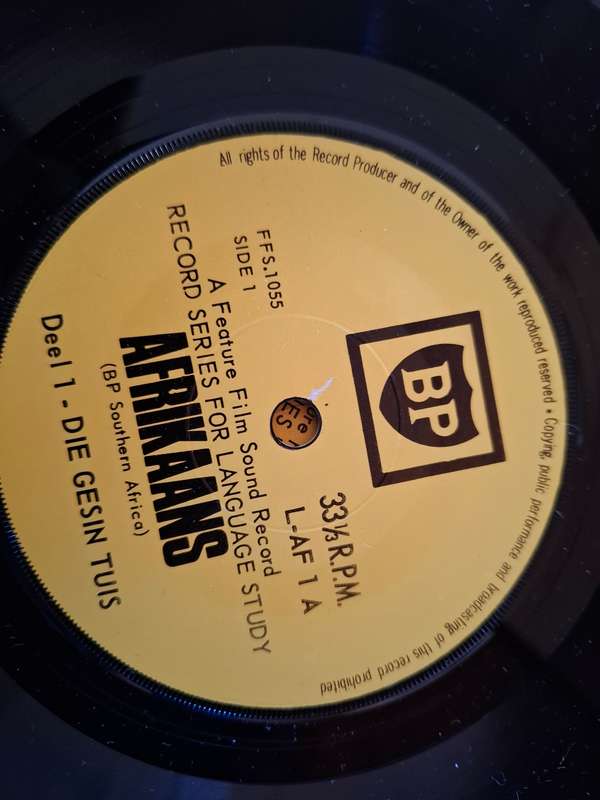 All rights of the Record Producer and of the Owner of the work reproduced reserved • Copying, public performance and broadcasting of this record prohibited
BP
33⅓ R.P.M.
FFS.1055
L-AF 1 A
SIDE 1
A Feature Film Sound Record
RECORD SERIES FOR LANGUAGE STUDY
AFRIKAANS
(BP Southern Africa)
Deel 1 - DIE GESIN TUIS